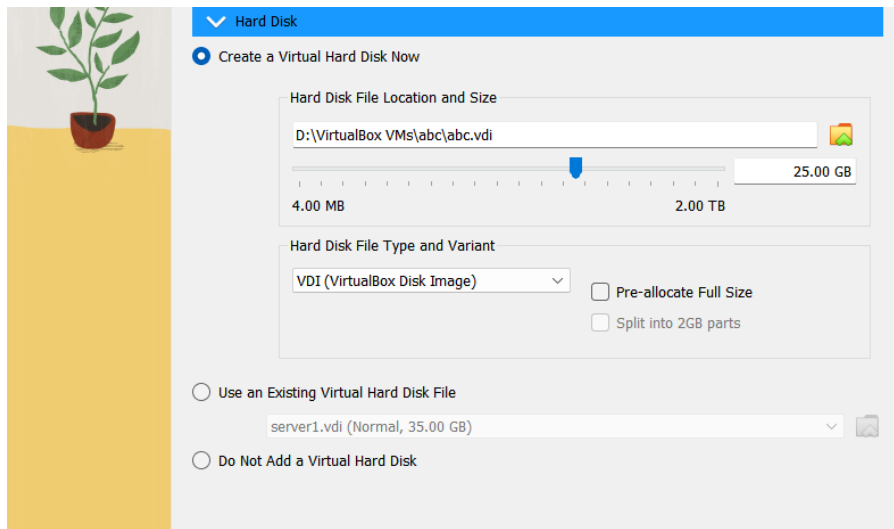 Hard Disk
Create a Virtual Hard Disk Now
Hard Disk File Location and Size
D:\VirtualBox VMs\abc\abc.vdi
25.00 GB
4.00 MB 2.00 TB
Hard Disk File Type and Variant
VDI (VirtualBox Disk Image)
Pre-allocate Full Size
Split into 2GB parts
Use an Existing Virtual Hard Disk File
server1.vdi (Normal, 35.00 GB)
Do Not Add a Virtual Hard Disk